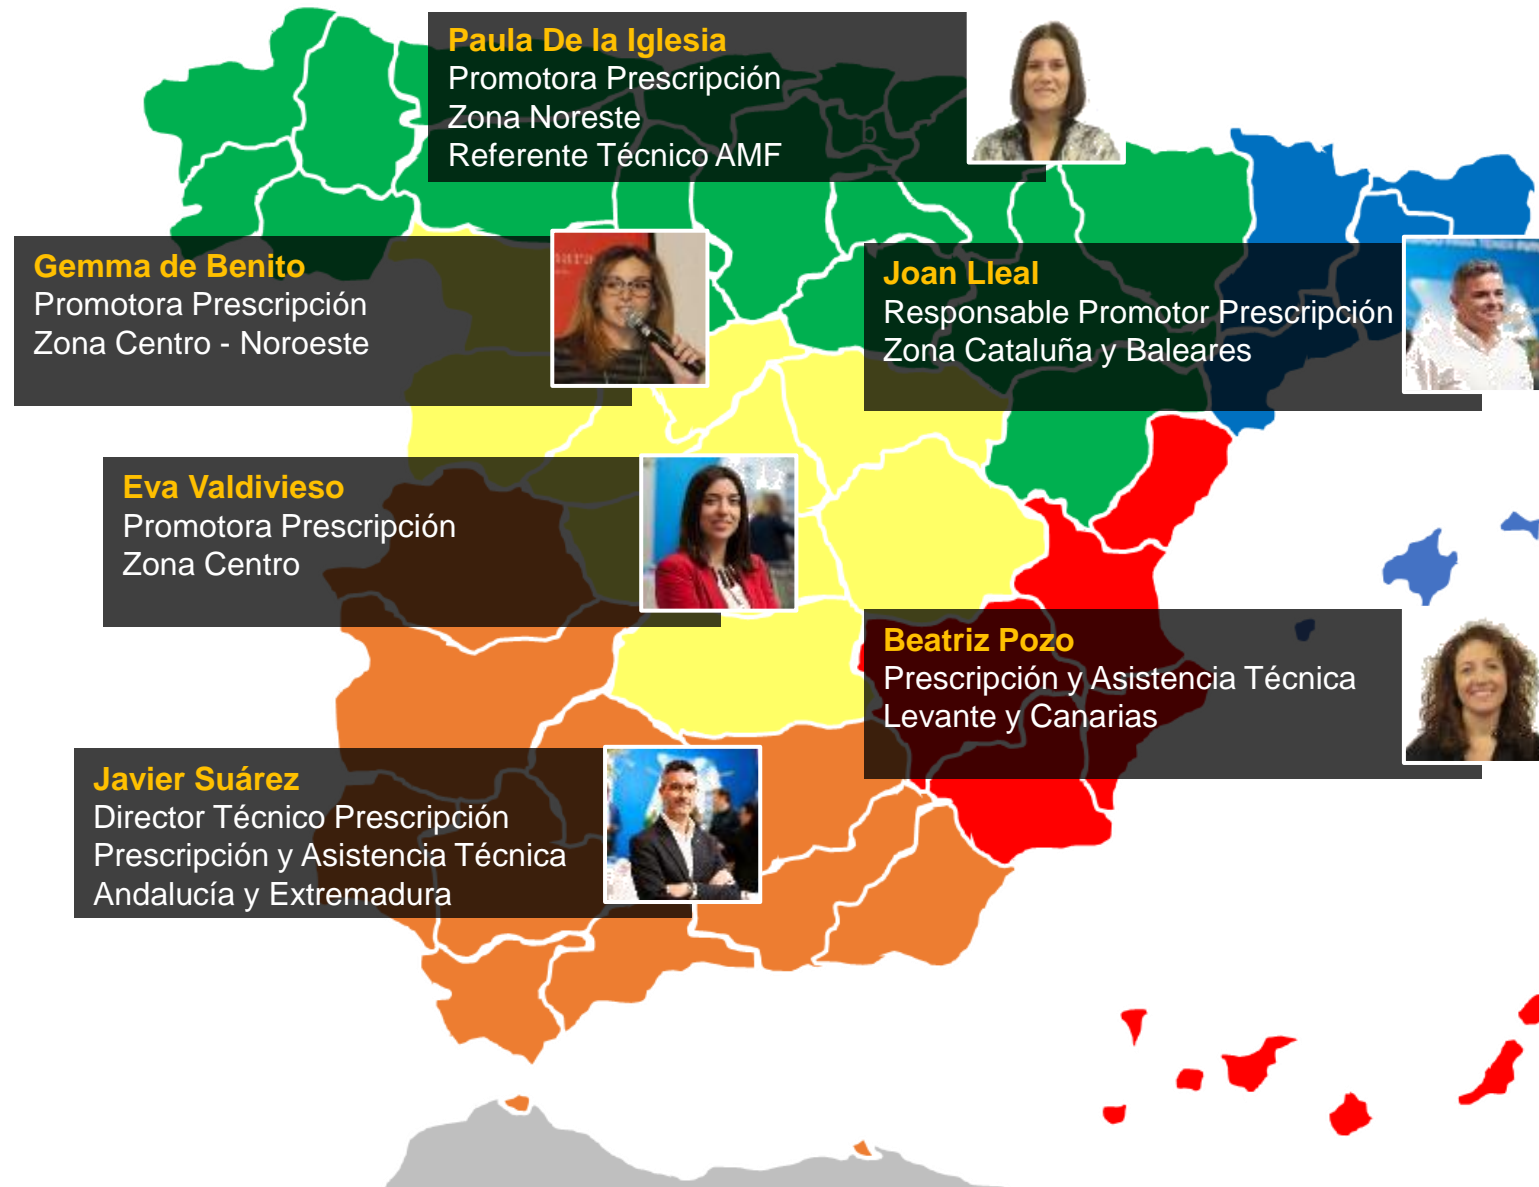 Paula De la Iglesia
Promotora Prescripción
Zona Noreste
Referente Técnico AMF
b
Gemma de Benito
Promotora Prescripción
Zona Centro - Noroeste
Joan Lleal
Responsable Promotor Prescripción
Zona Cataluña y Baleares
Eva Valdivieso
Promotora Prescripción
Zona Centro
Beatriz Pozo
Prescripción y Asistencia Técnica
Levante y Canarias
Javier Suárez
Director Técnico Prescripción
Prescripción y Asistencia Técnica
Andalucía y Extremadura